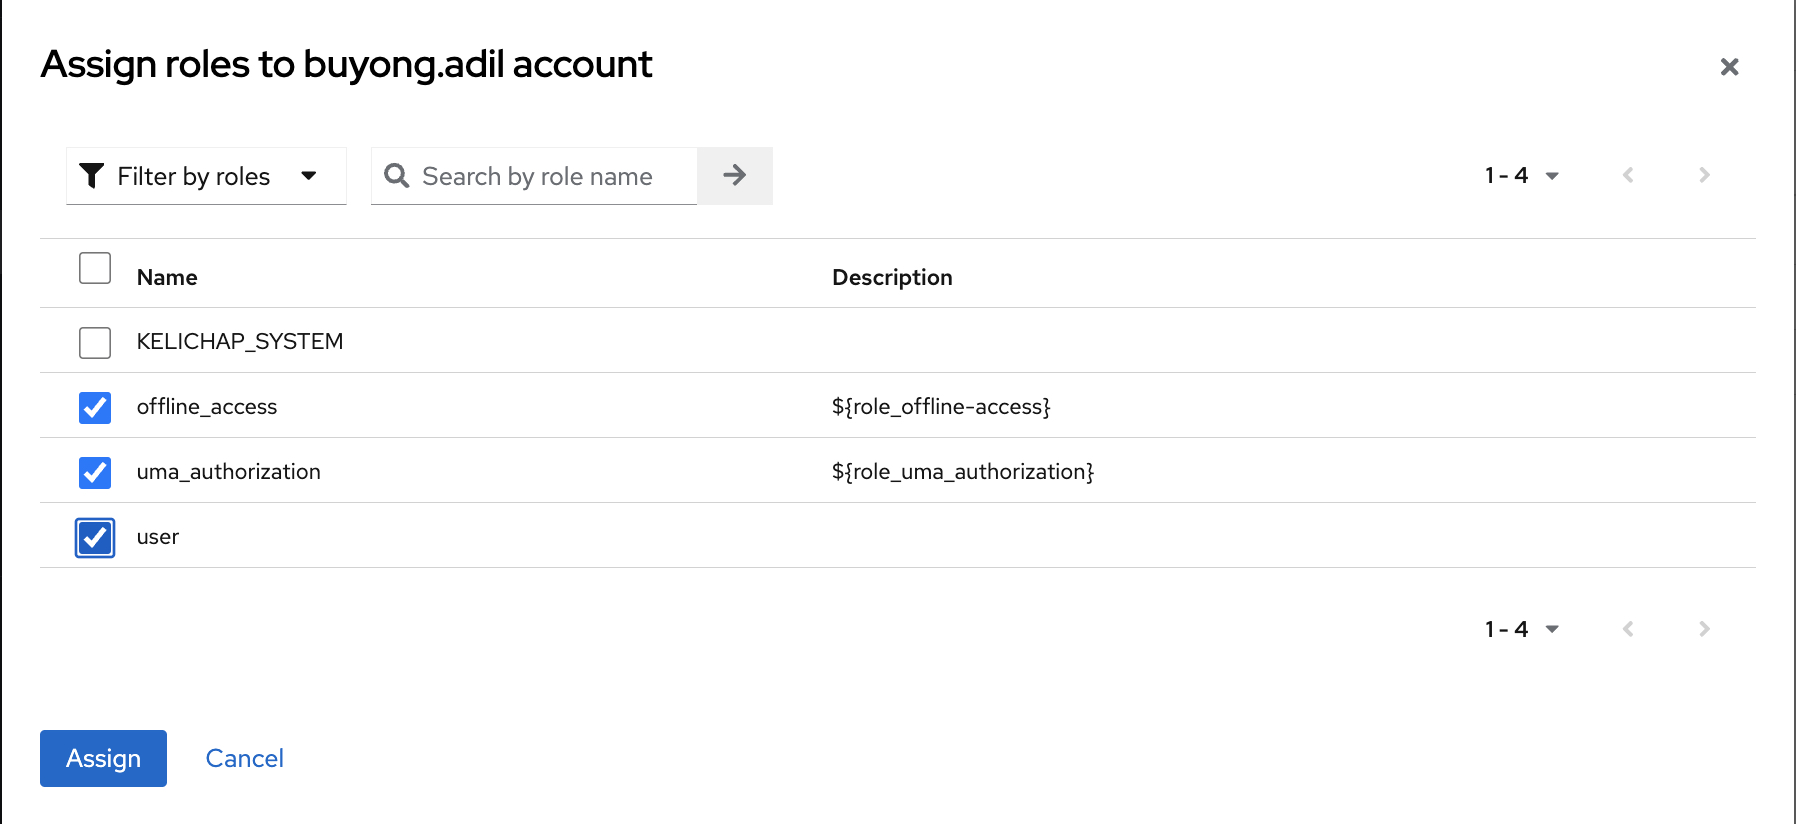 Assign roles to buyong.adil account
Filter by roles
Search by role name
1 - 4
Name Description
KELICHAP_SYSTEM
offline_access ${role_offline-access}
uma_authorization ${role_uma_authorization}
user
1 - 4
Assign Cancel